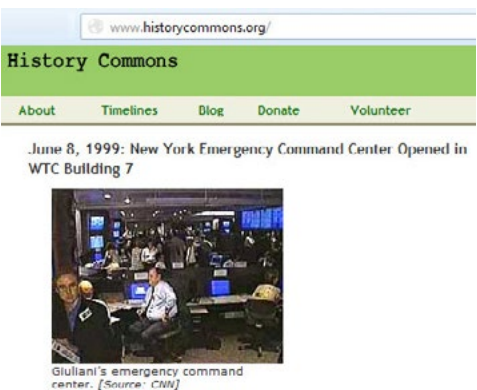 www.historycommons.org/
History Commons
About Timelines Blog Donate Volunteer
June 8, 1999: New York Emergency Command Center Opened in
WTC Building 7
Giuliani's emergency command
center. [Source: CNN]